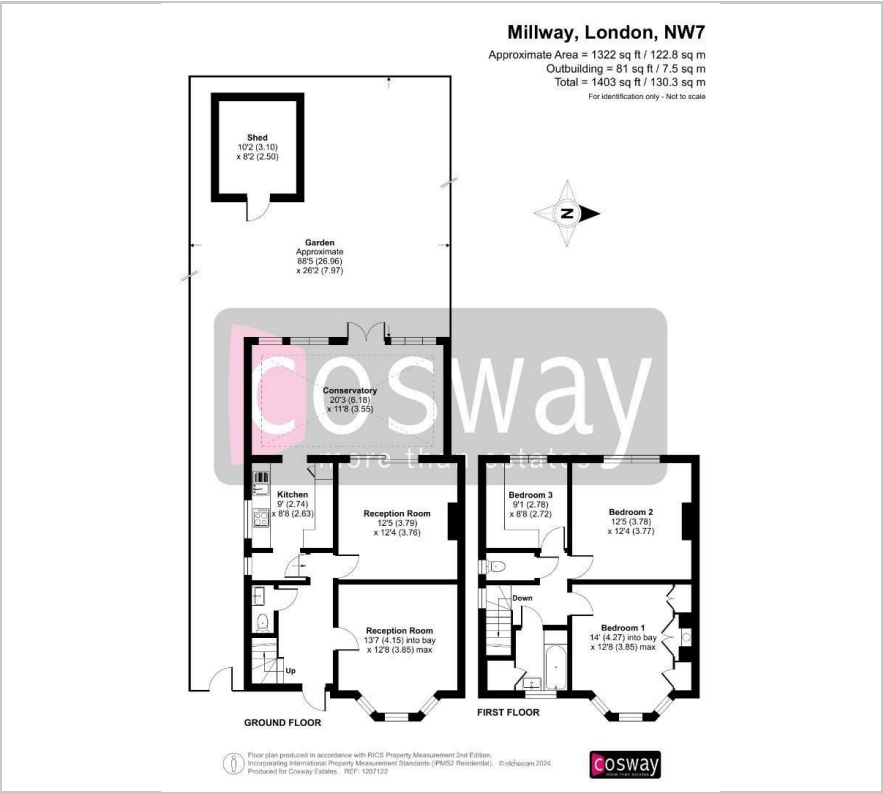 Millway, London, NW7
Approximate Area = 1322 sq ft / 122.8 sq m
Outbuilding = 81 sq ft / 7.5 sq m
Total = 1403 sq ft / 130.3 sq m
For identification only - Not to scale
Shed
10'2 (3.10)
x 8'2 (2.50)
N
Garden
Approximate
88'5 (26.96)
x 26'2 (7.97)
cosway
more than estates
Conservatory
20'3 (6.18)
x 11'8 (3.55)
Kitchen
9' (2.74)
x 8'8 (2.63)
Reception Room
12'5 (3.79)
x 12'4 (3.76)
Bedroom 3
9'1 (2.78)
x 8'8 (2.72)
Bedroom 2
12'5 (3.78)
x 12'4 (3.77)
Down
Reception Room
13'7 (4.15) into bay
x 12'8 (3.85) max
Bedroom 1
14' (4.27) into bay
x 12'8 (3.85) max
Up
GROUND FLOOR
FIRST FLOOR
Floor plan produced in accordance with RICS Property Measurement 2nd Edition.
Incorporating International Property Measurement Standards (IPMS2 Residential). © nichecom 2024.
Produced for Cosway Estates. REF: 1207122
cosway
more than estates